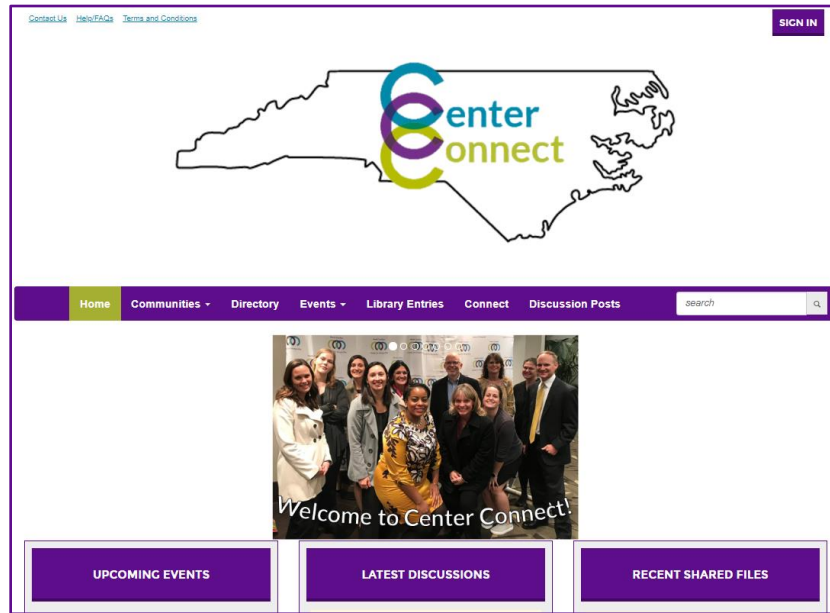 Contact Us Help/FAQs Terms and Conditions
SIGN IN
Center
Connect
Home Communities Directory Events Library Entries Connect Discussion Posts search
Welcome to Center Connect!
UPCOMING EVENTS LATEST DISCUSSIONS RECENT SHARED FILES